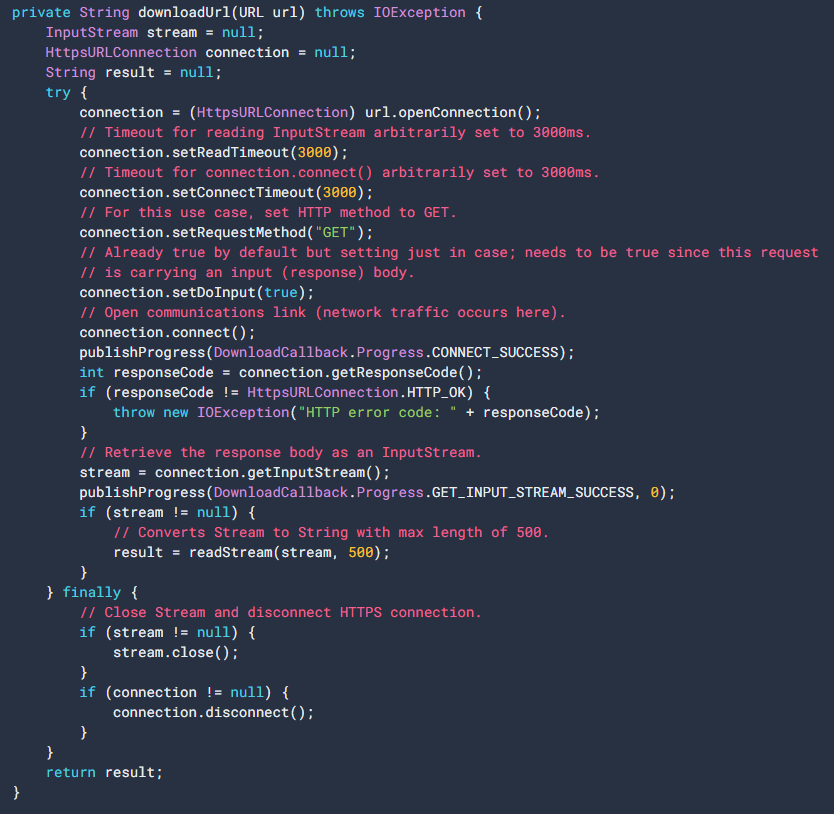 private String downloadUrl(URL url) throws IOException {
    InputStream stream = null;
    HttpsURLConnection connection = null;
    String result = null;
    try {
        connection = (HttpsURLConnection) url.openConnection();
        // Timeout for reading InputStream arbitrarily set to 3000ms.
        connection.setReadTimeout(3000);
        // Timeout for connection.connect() arbitrarily set to 3000ms.
        connection.setConnectTimeout(3000);
        // For this use case, set HTTP method to GET.
        connection.setRequestMethod("GET");
        // Already true by default but setting just in case; needs to be true since this request
        // is carrying an input (response) body.
        connection.setDoInput(true);
        // Open communications link (network traffic occurs here).
        connection.connect();
        publishProgress(DownloadCallback.Progress.CONNECT_SUCCESS);
        int responseCode = connection.getResponseCode();
        if (responseCode != HttpsURLConnection.HTTP_OK) {
            throw new IOException("HTTP error code: " + responseCode);
        }
        // Retrieve the response body as an InputStream.
        stream = connection.getInputStream();
        publishProgress(DownloadCallback.Progress.GET_INPUT_STREAM_SUCCESS, 0);
        if (stream != null) {
            // Converts Stream to String with max length of 500.
            result = readStream(stream, 500);
        }
    } finally {
        // Close Stream and disconnect HTTPS connection.
        if (stream != null) {
            stream.close();
        }
        if (connection != null) {
            connection.disconnect();
        }
    }
    return result;
}